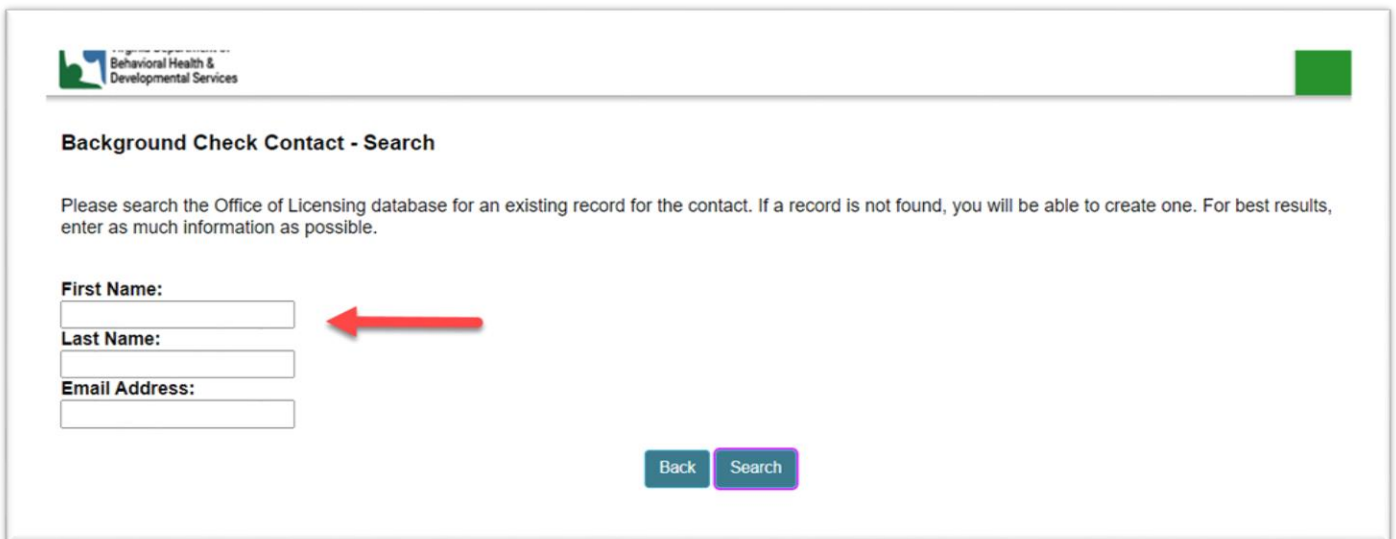 Behavioral Health &
Developmental Services
Background Check Contact - Search
Please search the Office of Licensing database for an existing record for the contact. If a record is not found, you will be able to create one. For best results,
enter as much information as possible.
First Name:
Last Name:
Email Address:
Back Search